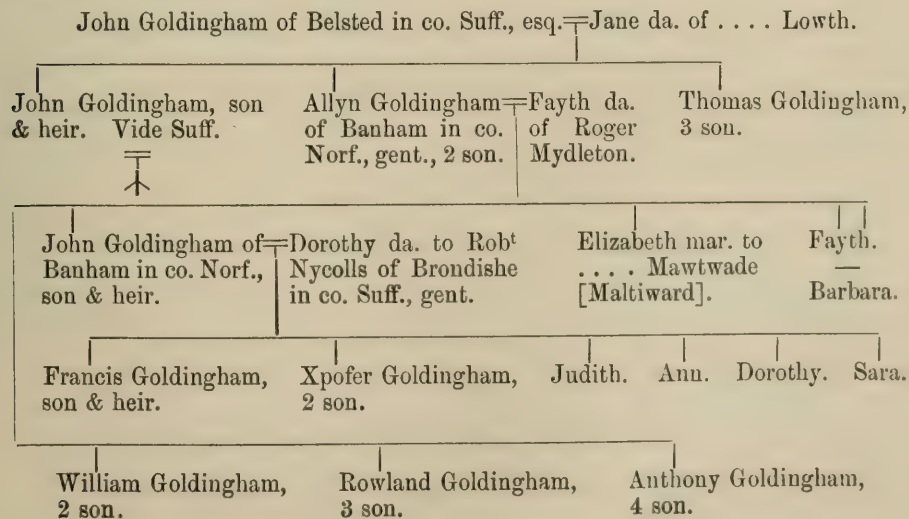 John Goldingham of Belsted in co. Suff., esq. Jane da. of . . . . Lowth.
John Goldingham, son
& heir. Vide Suff.
Allyn Goldingham
of Banham in co.
Norf., gent., 2 son.
Fayth da.
of Roger
Mydleton.
Thomas Goldingham,
3 son.
John Goldingham of
Banham in co. Norf.,
son & heir.
Dorothy da. to Robᵗ
Nycolls of Brondishe
in co. Suff., gent.
Elizabeth mar. to
. . . . Mawtwade
[Maltiward].
Fayth.
—
Barbara.
Francis Goldingham,
son & heir.
Xpofer Goldingham,
2 son.
Judith.
Ann.
Dorothy.
Sara.
William Goldingham,
2 son.
Rowland Goldingham,
3 son.
Anthony Goldingham,
4 son.